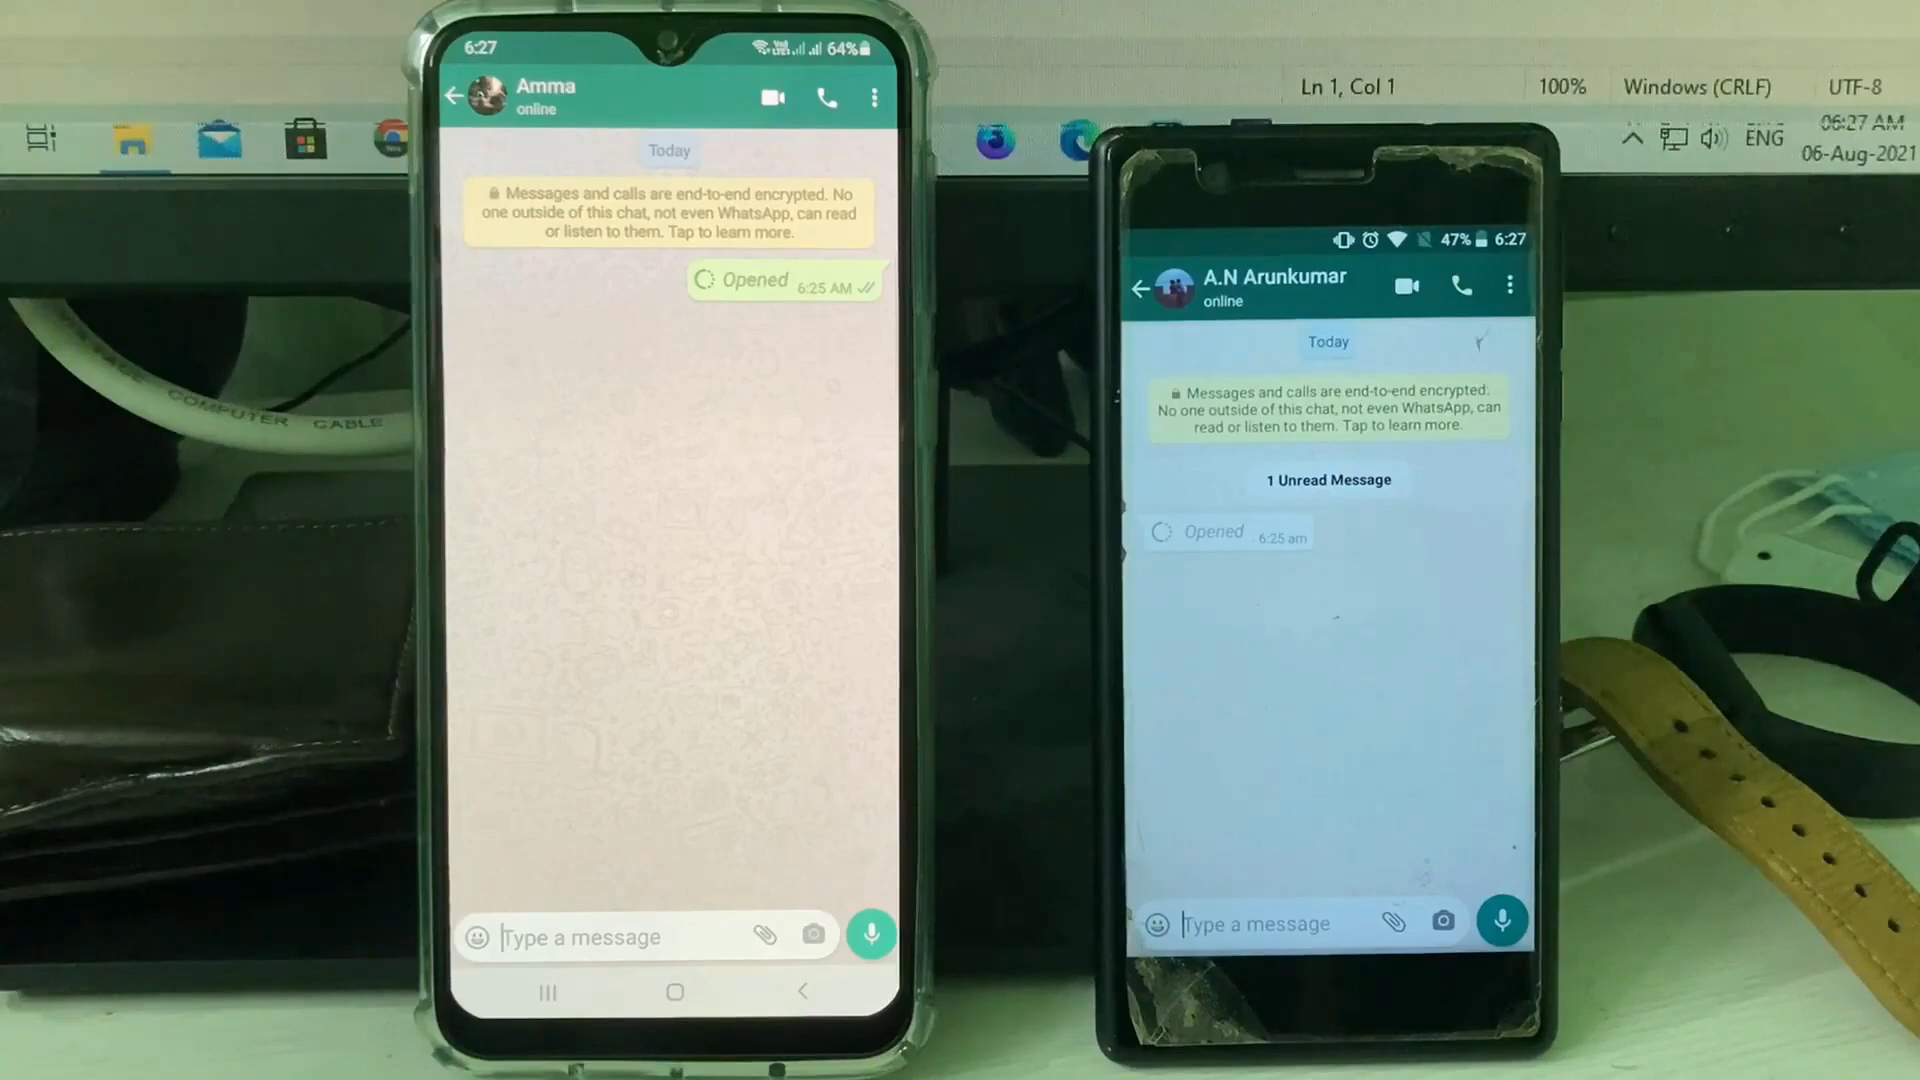 6:27
64%
Amma
online
Today
Messages and calls are end-to-end encrypted. No
one outside of this chat, not even WhatsApp, can read
or listen to them. Tap to learn more.
Opened 6:25 AM
Type a message
Ln 1, Col 1
100%
Windows (CRLF)
UTF-8
ENG
06:27 AM
06-Aug-2021
47% 6:27
A.N Arunkumar
online
Today
Messages and calls are end-to-end encrypted.
No one outside of this chat, not even WhatsApp, can
read or listen to them. Tap to learn more.
1 Unread Message
Opened 6:25 am
Type a message
COMPUTER CABLE